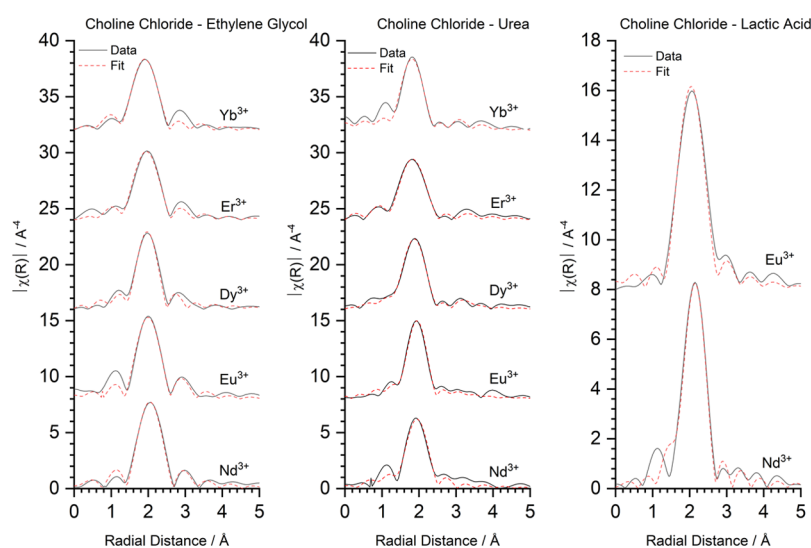 Choline Chloride - Ethylene Glycol
40
35
30
25
20
15
10
5
0
|χ(R)| / A⁻⁴
Data
Fit
Yb³⁺
Er³⁺
Dy³⁺
Eu³⁺
Nd³⁺
0 1 2 3 4 5
Radial Distance / Å
Choline Chloride - Urea
40
35
30
25
20
15
10
5
0
|χ(R)| / A⁻⁴
Data
Fit
Yb³⁺
Er³⁺
Dy³⁺
Eu³⁺
Nd³⁺
0 1 2 3 4 5
Radial Distance / Å
Choline Chloride - Lactic Acid
18
16
14
12
10
8
6
4
2
0
|χ(R)| / A⁻⁴
Data
Fit
Eu³⁺
Nd³⁺
0 1 2 3 4 5
Radial Distance / Å